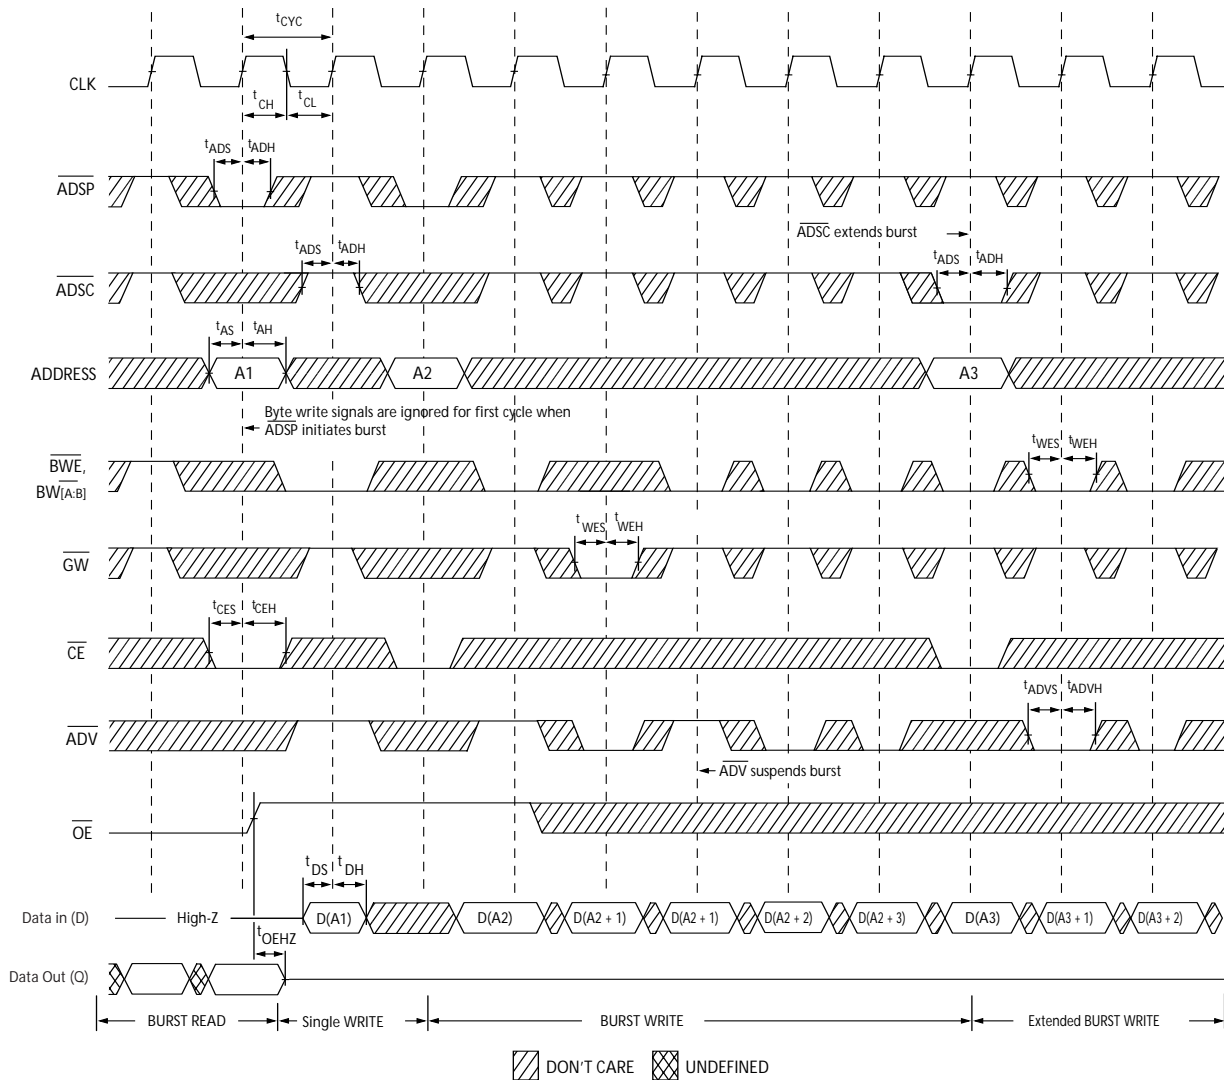 tCYC
CLK
tCH tCL
tADS tADH
ADSP
ADSC extends burst
tADS tADH
tADS tADH
ADSC
tAS tAH
ADDRESS A1 A2 A3
Byte write signals are ignored for first cycle when
ADSP initiates burst
tWES tWEH
BWE,
BW[A:B]
tWES tWEH
GW
tCES tCEH
CE
tADVS tADVH
ADV
ADV suspends burst
OE
tDS tDH
Data in (D) High-Z D(A1) D(A2) D(A2 + 1) D(A2 + 1) D(A2 + 2) D(A2 + 3) D(A3) D(A3 + 1) D(A3 + 2)
tOEHZ
Data Out (Q)
BURST READ Single WRITE BURST WRITE Extended BURST WRITE
DON'T CARE UNDEFINED